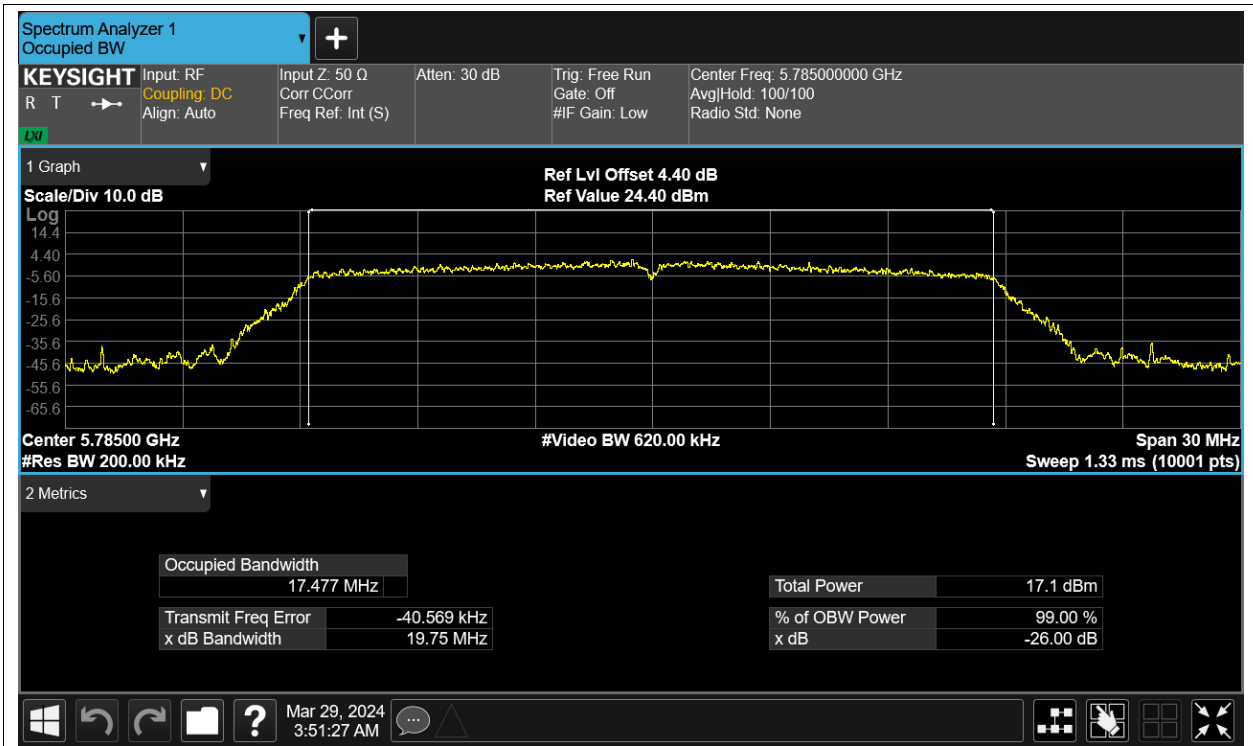 Spectrum Analyzer 1
Occupied BW
KEYSIGHT
R T
LXI
Input: RF
Coupling: DC
Align: Auto
Input Z: 50 Ω
Corr CCorr
Freq Ref: Int (S)
Atten: 30 dB
Trig: Free Run
Gate: Off
#IF Gain: Low
Center Freq: 5.785000000 GHz
Avg|Hold: 100/100
Radio Std: None
1 Graph
Scale/Div 10.0 dB
Ref Lvl Offset 4.40 dB
Ref Value 24.40 dBm
Log
14.4
4.40
-5.60
-15.6
-25.6
-35.6
-45.6
-55.6
-65.6
Center 5.78500 GHz
#Video BW 620.00 kHz
Span 30 MHz
#Res BW 200.00 kHz
Sweep 1.33 ms (10001 pts)
2 Metrics
Occupied Bandwidth
17.477 MHz
Total Power 17.1 dBm
Transmit Freq Error -40.569 kHz
% of OBW Power 99.00 %
x dB Bandwidth 19.75 MHz
x dB -26.00 dB
?
Mar 29, 2024
3:51:27 AM